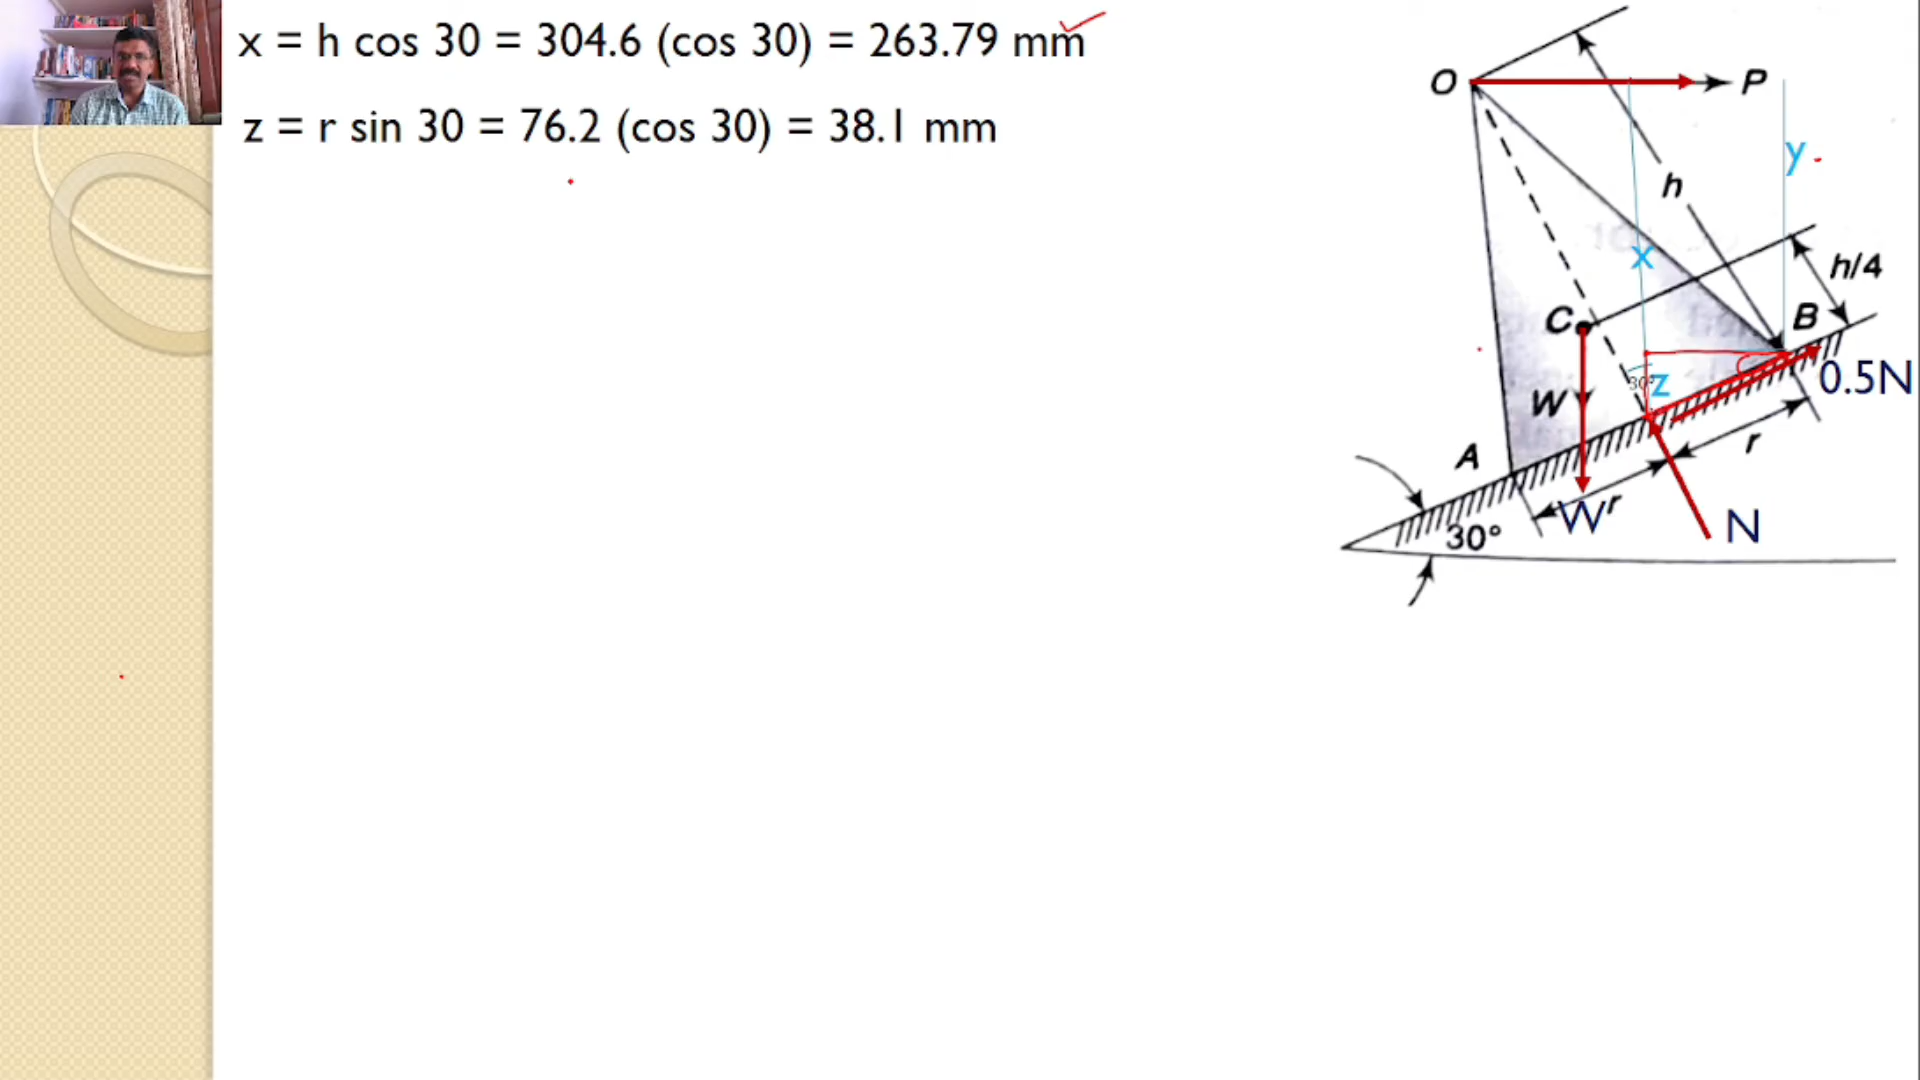 x = h cos 30 = 304.6 (cos 30) = 263.79 mm
z = r sin 30 = 76.2 (cos 30) = 38.1 mm
O
P
y
h
x
h/4
C
B
30°
z
0.5N
W
A
r
W
r
30°
N